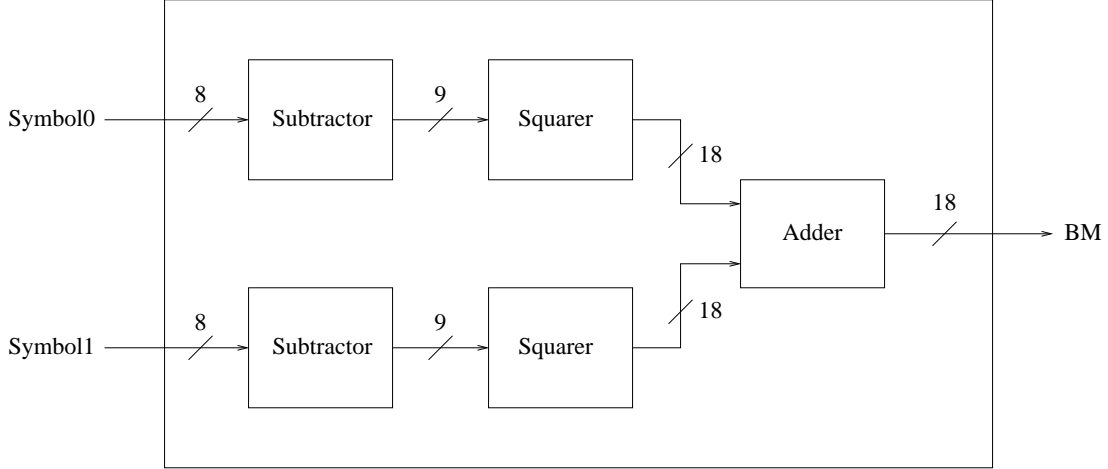 8
9
Symbol0
Subtractor
Squarer
18
18
Adder
BM
8
9
18
Symbol1
Subtractor
Squarer